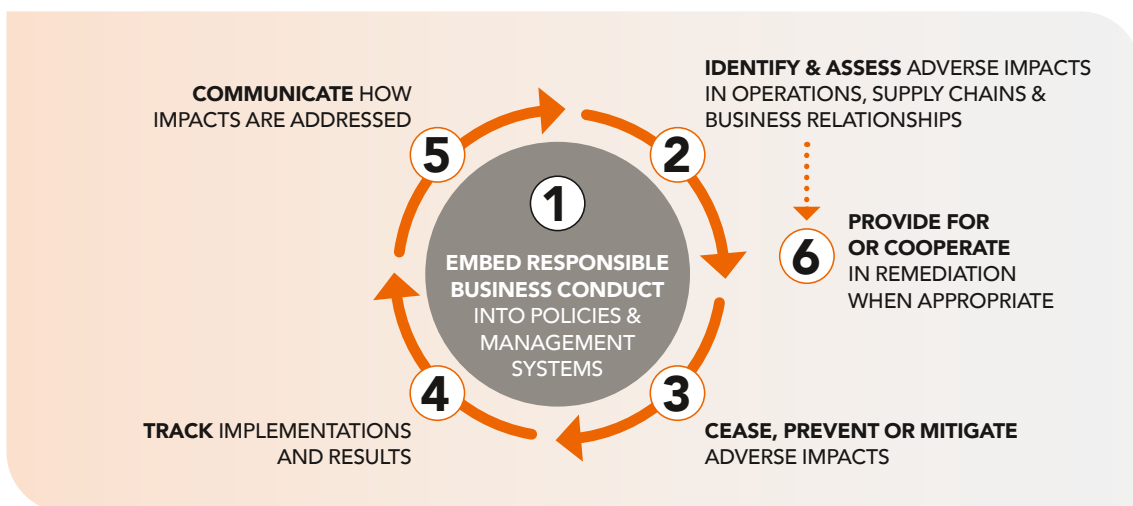 1
EMBED RESPONSIBLE
BUSINESS CONDUCT
INTO POLICIES &
MANAGEMENT
SYSTEMS
2
IDENTIFY & ASSESS ADVERSE IMPACTS
IN OPERATIONS, SUPPLY CHAINS &
BUSINESS RELATIONSHIPS
3
CEASE, PREVENT OR MITIGATE
ADVERSE IMPACTS
4
TRACK IMPLEMENTATIONS
AND RESULTS
5
COMMUNICATE HOW
IMPACTS ARE ADDRESSED
6
PROVIDE FOR
OR COOPERATE
IN REMEDIATION
WHEN APPROPRIATE